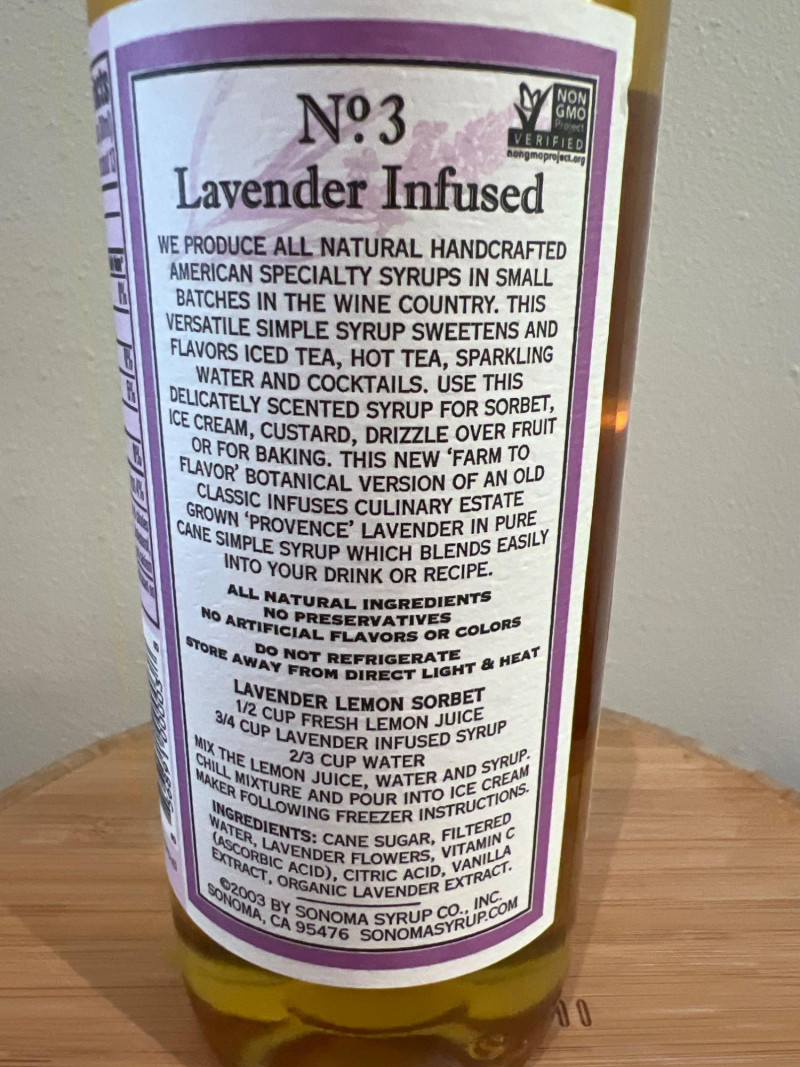 Nº.3
Lavender Infused
NON
GMO
Project
VERIFIED
nongmoproject.org
WE PRODUCE ALL NATURAL HANDCRAFTED
AMERICAN SPECIALTY SYRUPS IN SMALL
BATCHES IN THE WINE COUNTRY. THIS
VERSATILE SIMPLE SYRUP SWEETENS AND
FLAVORS ICED TEA, HOT TEA, SPARKLING
WATER AND COCKTAILS. USE THIS
DELICATELY SCENTED SYRUP FOR SORBET,
ICE CREAM, CUSTARD, DRIZZLE OVER FRUIT
OR FOR BAKING. THIS NEW ‘FARM TO
FLAVOR’ BOTANICAL VERSION OF AN OLD
CLASSIC INFUSES CULINARY ESTATE
GROWN ‘PROVENCE’ LAVENDER IN PURE
CANE SIMPLE SYRUP WHICH BLENDS EASILY
INTO YOUR DRINK OR RECIPE.
ALL NATURAL INGREDIENTS
NO PRESERVATIVES
NO ARTIFICIAL FLAVORS OR COLORS
DO NOT REFRIGERATE
STORE AWAY FROM DIRECT LIGHT & HEAT
LAVENDER LEMON SORBET
1/2 CUP FRESH LEMON JUICE
3/4 CUP LAVENDER INFUSED SYRUP
2/3 CUP WATER
MIX THE LEMON JUICE, WATER AND SYRUP.
CHILL MIXTURE AND POUR INTO ICE CREAM
MAKER FOLLOWING FREEZER INSTRUCTIONS.
INGREDIENTS: CANE SUGAR, FILTERED
WATER, LAVENDER FLOWERS, VITAMIN C
(ASCORBIC ACID), CITRIC ACID, VANILLA
EXTRACT, ORGANIC LAVENDER EXTRACT.
©2003 BY SONOMA SYRUP CO., INC.
SONOMA, CA 95476 SONOMASYRUP.COM